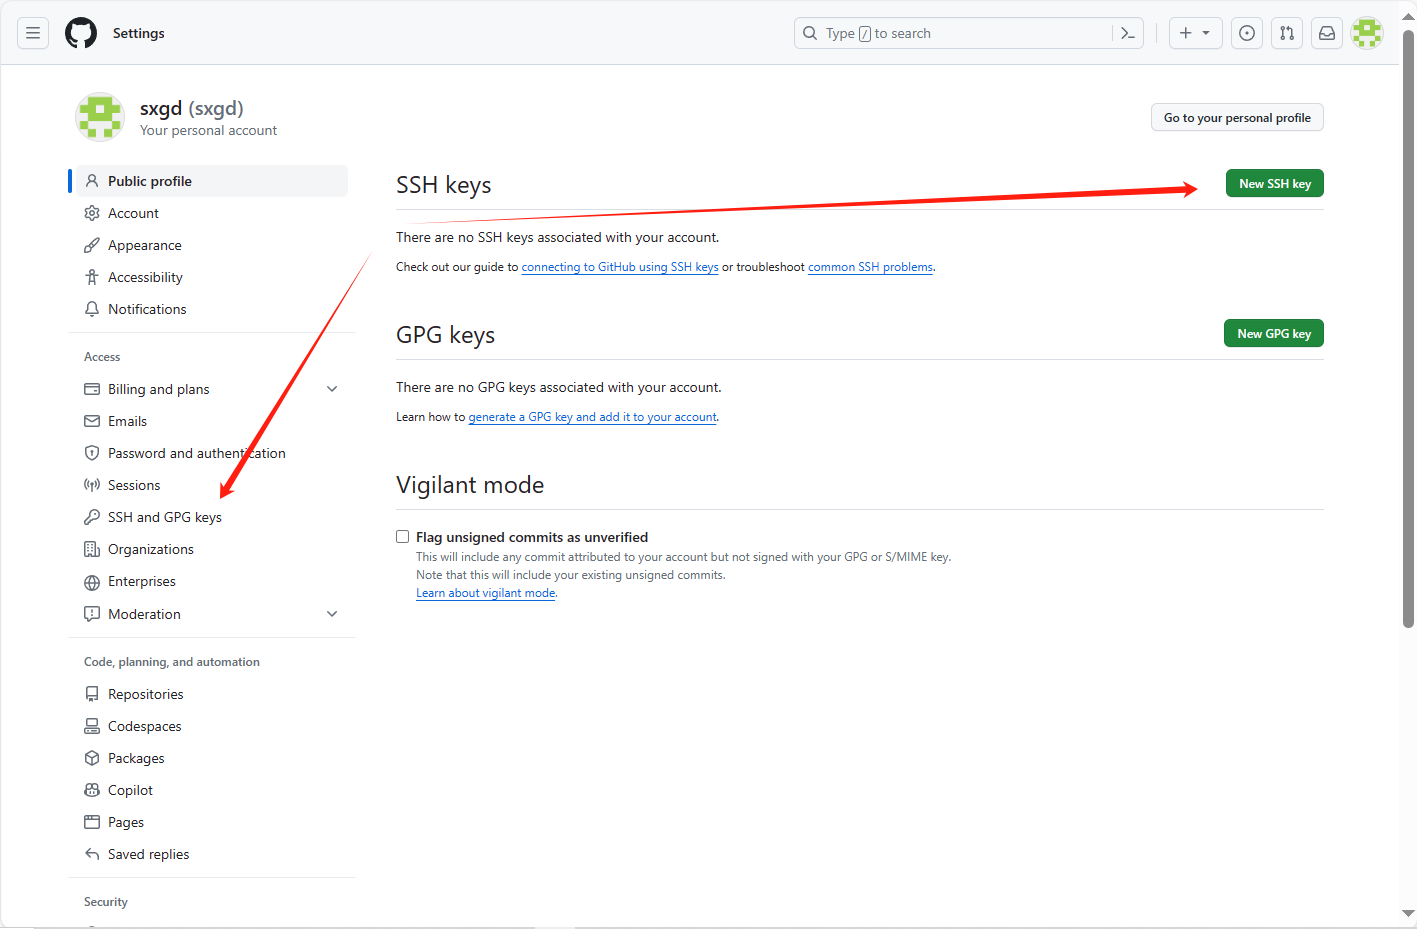 Settings
Type / to search
sxgd (sxgd)
Your personal account
Go to your personal profile
Public profile
Account
Appearance
Accessibility
Notifications
Access
Billing and plans
Emails
Password and authentication
Sessions
SSH and GPG keys
Organizations
Enterprises
Moderation
Code, planning, and automation
Repositories
Codespaces
Packages
Copilot
Pages
Saved replies
Security
SSH keys
New SSH key
There are no SSH keys associated with your account.
Check out our guide to connecting to GitHub using SSH keys or troubleshoot common SSH problems.
GPG keys
New GPG key
There are no GPG keys associated with your account.
Learn how to generate a GPG key and add it to your account.
Vigilant mode
Flag unsigned commits as unverified
This will include any commit attributed to your account but not signed with your GPG or S/MIME key.
Note that this will include your existing unsigned commits.
Learn about vigilant mode.